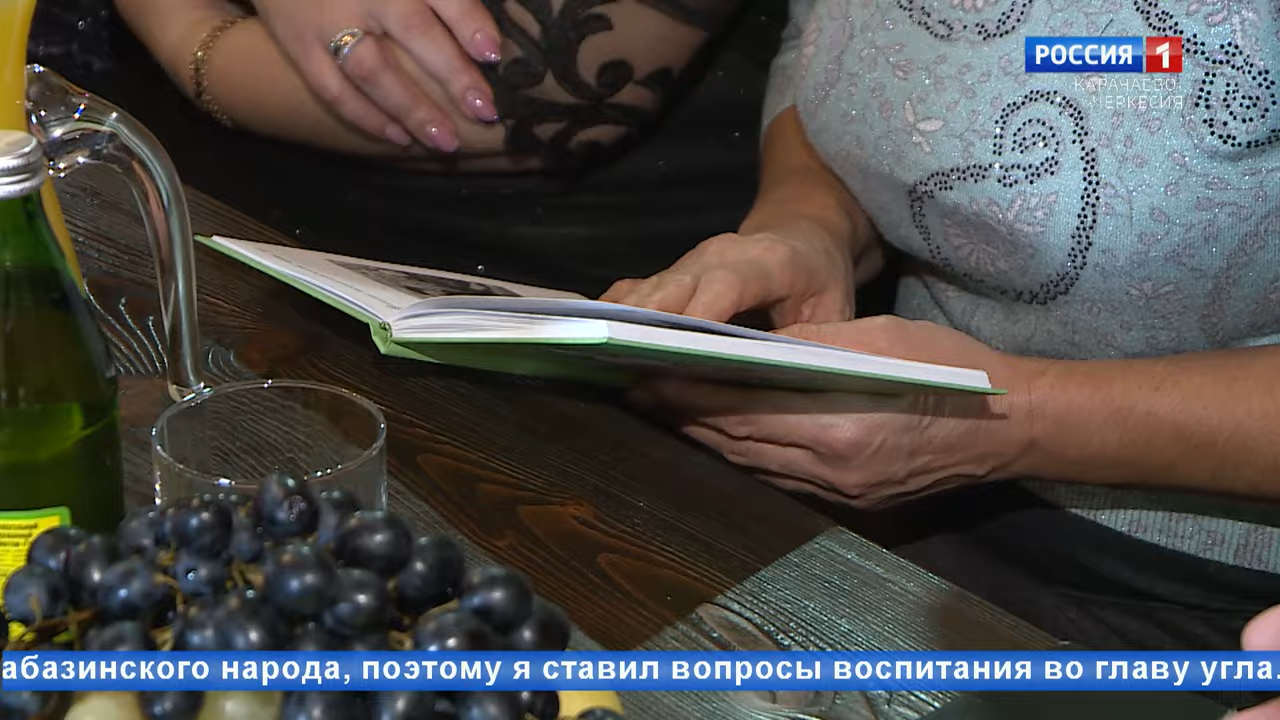 РОССИЯ 1
КАРАЧАЕВО-
ЧЕРКЕСИЯ
абазинского народа, поэтому я ставил вопросы воспитания во главу угла.